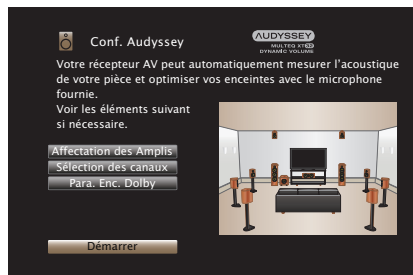 Conf. Audyssey
AUDYSSEY
MULTEQ XT32
DYNAMIC VOLUME
Votre récepteur AV peut automatiquement mesurer l'acoustique
de votre pièce et optimiser vos enceintes avec le microphone
fournie.
Voir les éléments suivant
si nécessaire.
Affectation des Amplis
Sélection des canaux
Para. Enc. Dolby
Démarrer